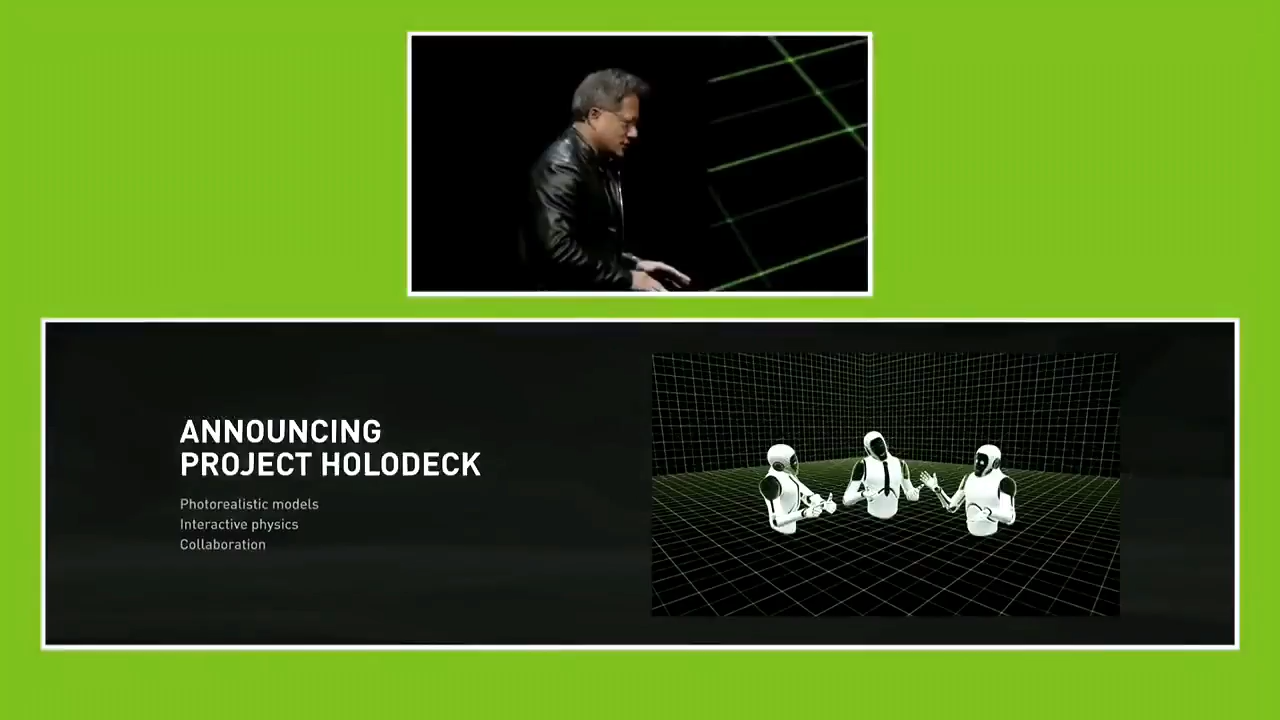 ANNOUNCING
PROJECT HOLODECK
Photorealistic models
Interactive physics
Collaboration